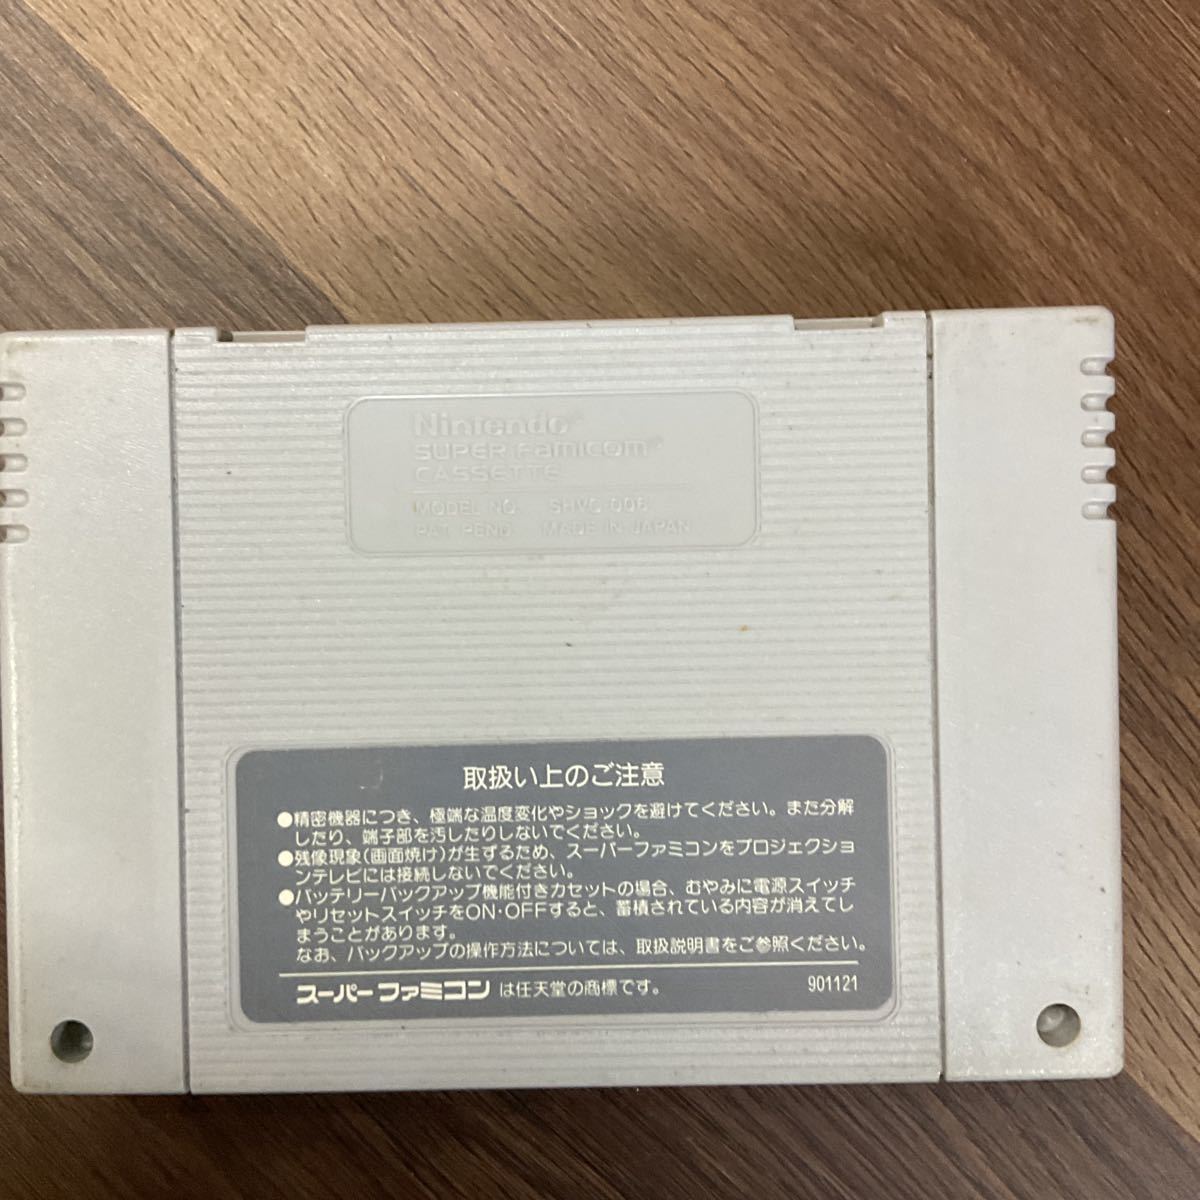 Nintendo®
SUPER Famicom®
CASSETTE
MODEL NO. SHVC-006
PAT. PEND. MADE IN JAPAN
取扱い上のご注意
●精密機器につき、極端な温度変化やショックを避けてください。また分解
したり、端子部を汚したりしないでください。
●残像現象(画面焼け)が生ずるため、スーパーファミコンをプロジェクショ
ンテレビには接続しないでください。
●バッテリーバックアップ機能付きカセットの場合、むやみに電源スイッチ
やリセットスイッチをON・OFFすると、蓄積されている内容が消えてし
まうことがあります。
なお、バックアップの操作方法については、取扱説明書をご参照ください。
スーパーファミコン は任天堂の商標です。 901121